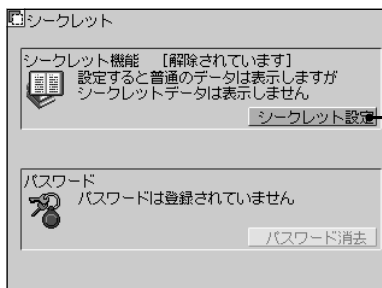 シークレット
シークレット機能　[解除されています]
設定すると普通のデータは表示しますが
シークレットデータは表示しません
シークレット設定
パスワード
パスワードは登録されていません
パスワード消去